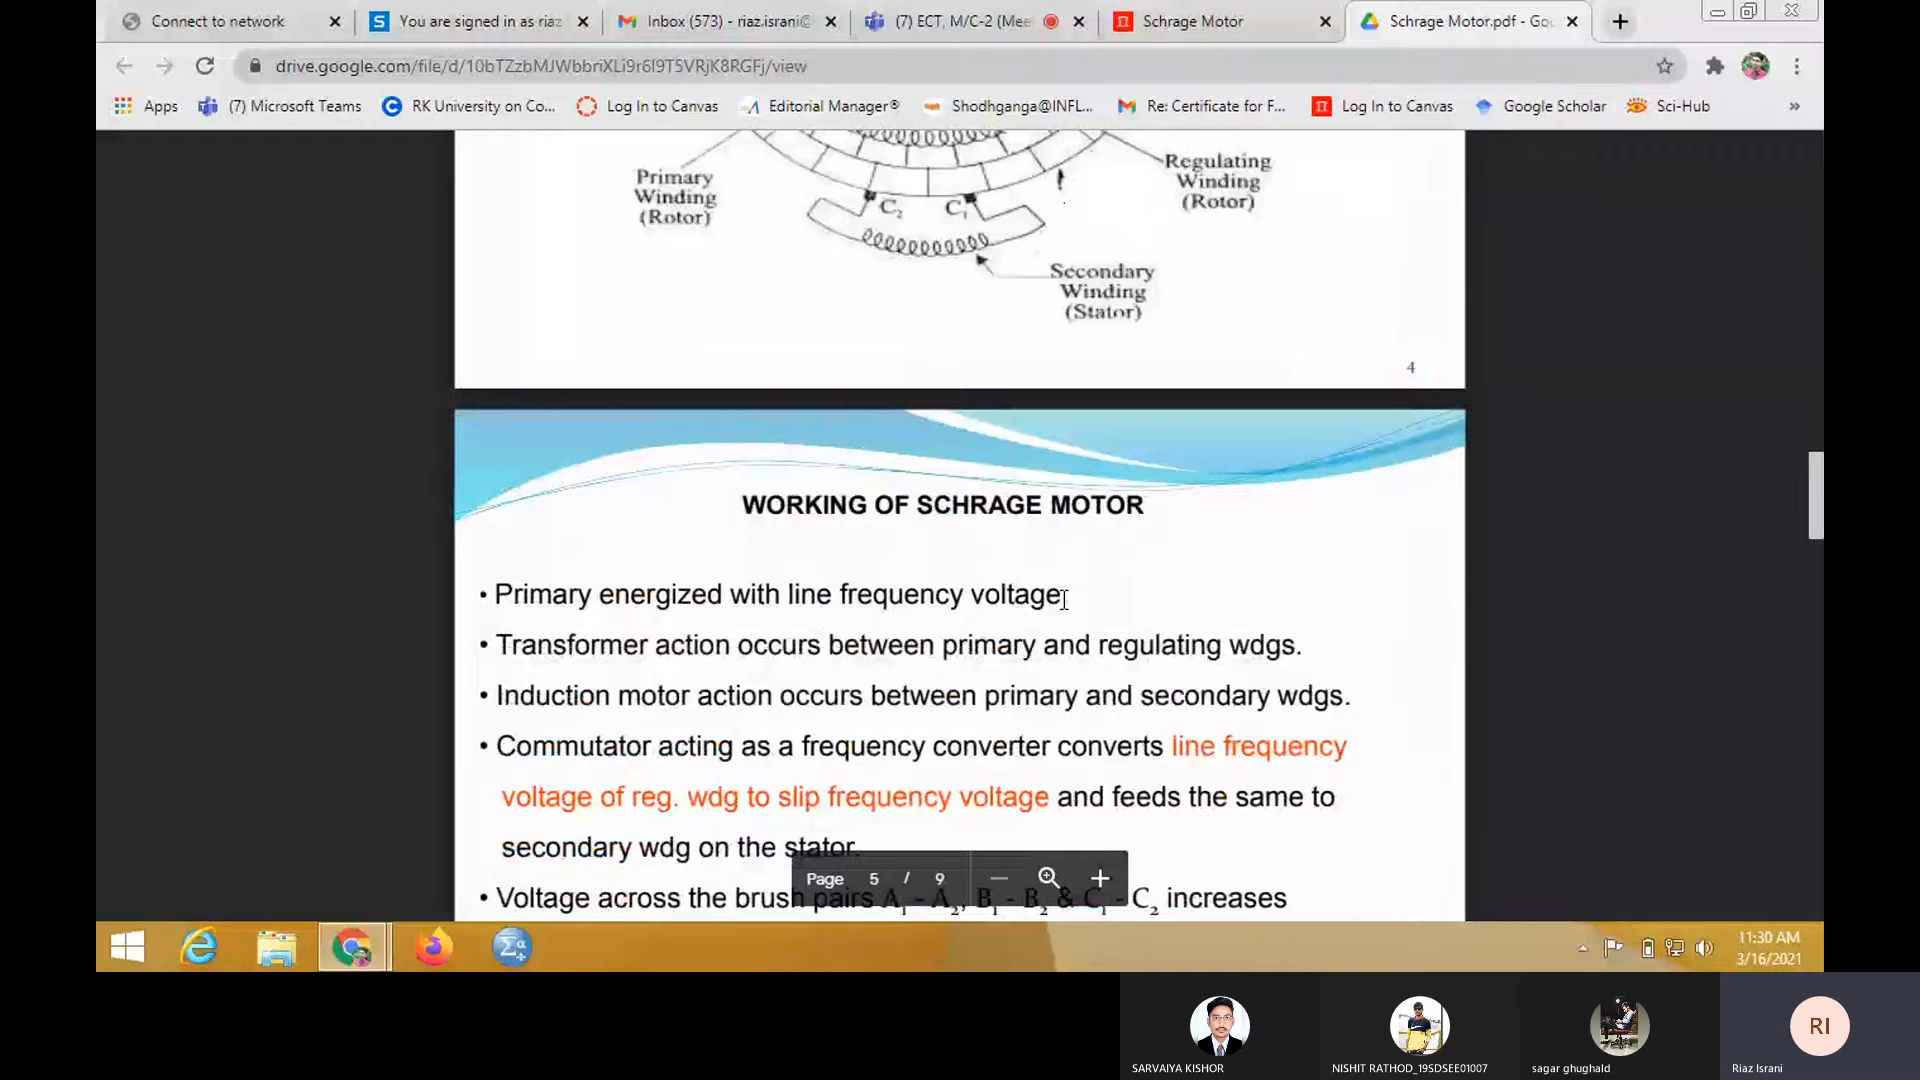 Connect to network
You are signed in as riaz
Inbox (573) - riaz.israni@
(7) ECT, M/C-2 (Mee
Schrage Motor
Schrage Motor.pdf - Goo
drive.google.com/file/d/10bTZzbMJWbbriXLi9r6I9T5VRjK8RGFj/view
Apps
(7) Microsoft Teams
RK University on Co...
Log In to Canvas
Editorial Manager®
Shodhganga@INFL...
Re: Certificate for F...
Log In to Canvas
Google Scholar
Sci-Hub
»
Primary
Winding
(Rotor)
C2
C1
Regulating
Winding
(Rotor)
Secondary
Winding
(Stator)
4
WORKING OF SCHRAGE MOTOR
• Primary energized with line frequency voltage
• Transformer action occurs between primary and regulating wdgs.
• Induction motor action occurs between primary and secondary wdgs.
• Commutator acting as a frequency converter converts line frequency
voltage of reg. wdg to slip frequency voltage and feeds the same to
secondary wdg on the stator.
• Voltage across the brush pairs A1 - A2, B1 - B2 & C1 - C2 increases
Page 5 / 9
11:30 AM
3/16/2021
RI
SARVAIYA KISHOR
NISHIT RATHOD_19SDSEE01007
sagar ghughald
Riaz Israni